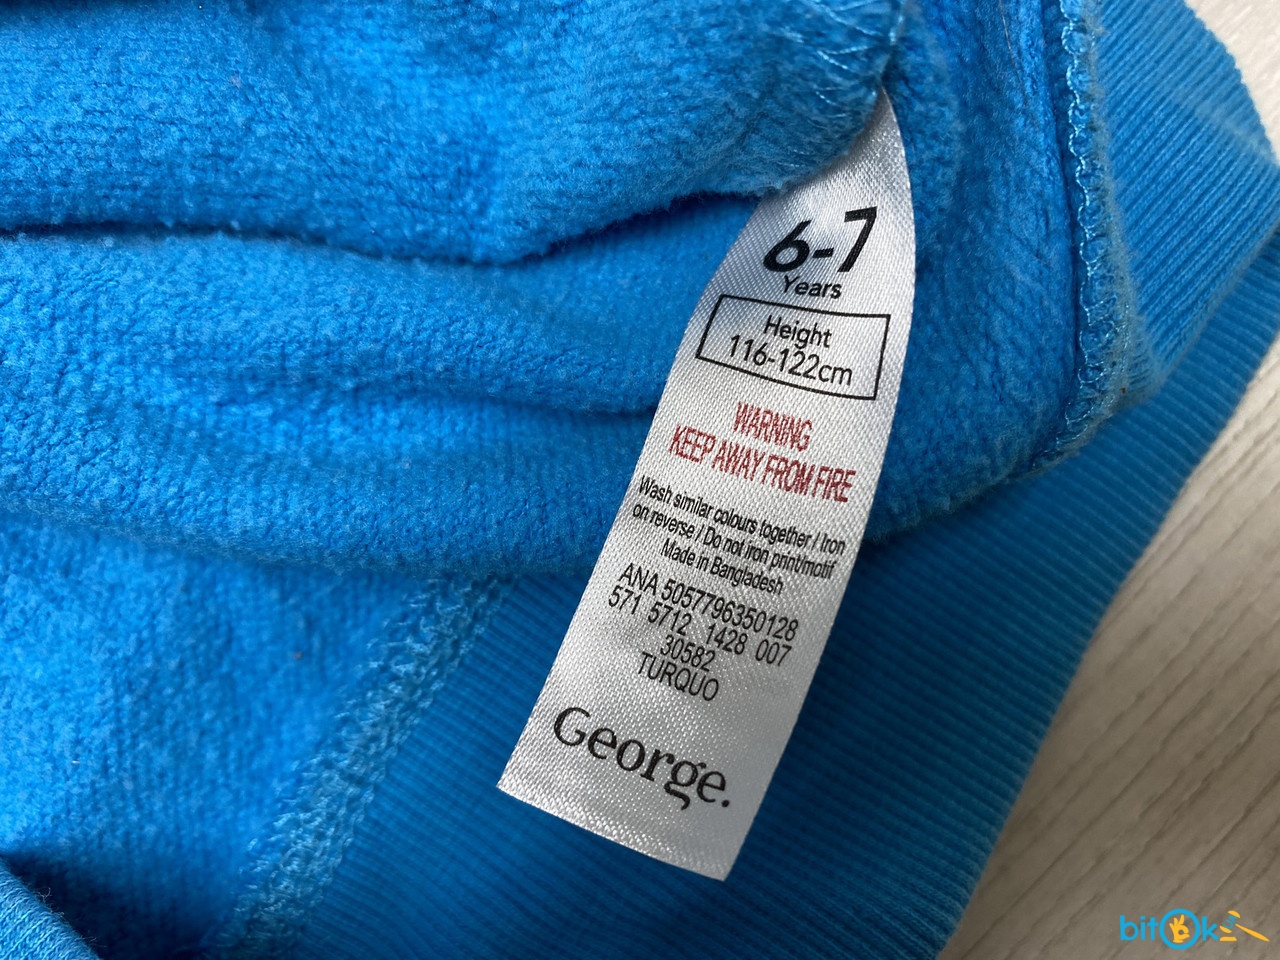 6-7
Years
Height
116-122cm
WARNING
KEEP AWAY FROM FIRE
Wash similar colours together / Iron
on reverse / Do not iron print/motif
Made in Bangladesh
ANA 5057796350128
571 5712 1428 007
30582
TURQUO
George.
bitOk